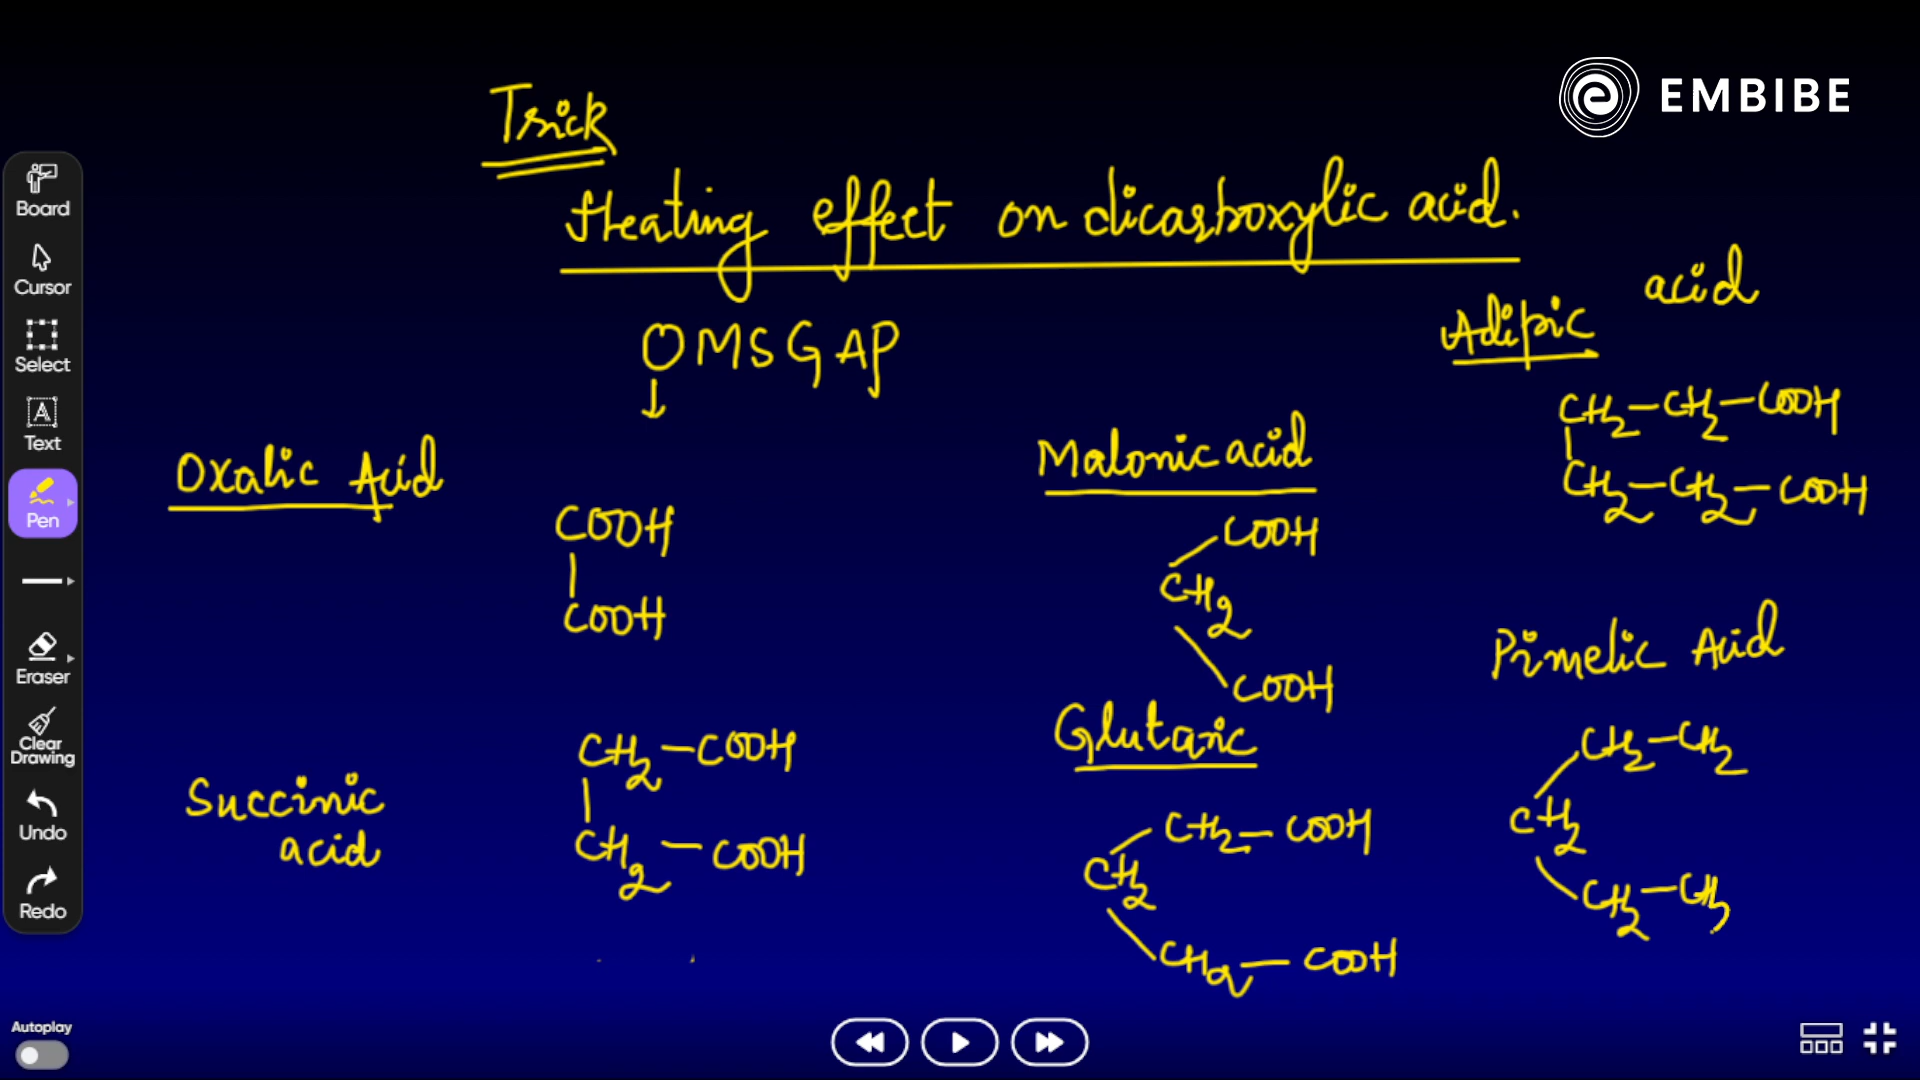 EMBIBE
Trick
Heating effect on dicarboxylic acid.
OMSGAP
Oxalic Acid
COOH
COOH
Succinic
acid
CH2-COOH
CH2-COOH
Malonic acid
COOH
CH2
COOH
Glutaric
CH2-COOH
CH2
CH2-COOH
Adipic acid
CH2-CH2-COOH
CH2-CH2-COOH
Pimelic Acid
CH2-CH2
CH2
CH2-CH2
Board
Cursor
Select
Text
Pen
Eraser
Clear
Drawing
Undo
Redo
Autoplay